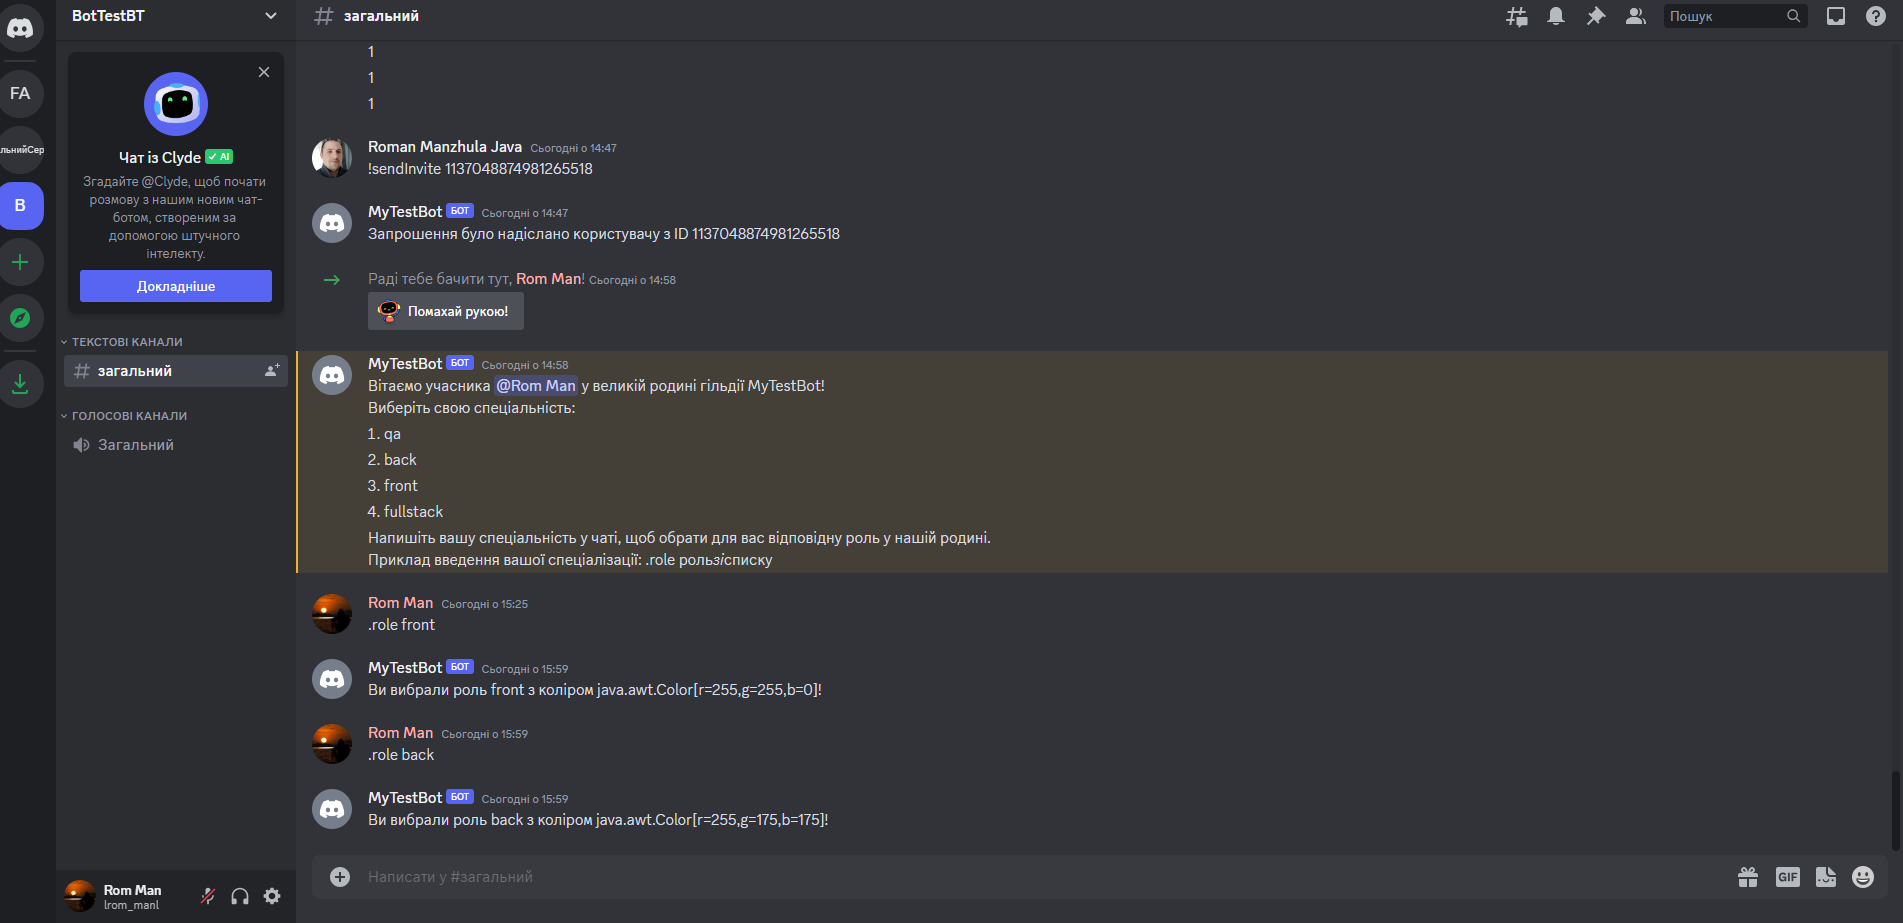 BotTestBT
загальний
Пошук
FA
льнийСер
B
Чат із Clyde AI
Згадайте @Clyde, щоб почати
розмову з нашим новим чат-
ботом, створеним за
допомогою штучного
інтелекту.
Докладніше
ТЕКСТОВІ КАНАЛИ
загальний
ГОЛОСОВІ КАНАЛИ
Загальний
1
1
1
Roman Manzhula Java Сьогодні о 14:47
!sendInvite 1137048874981265518
MyTestBot БОТ Сьогодні о 14:47
Запрошення було надіслано користувачу з ID 1137048874981265518
Раді тебе бачити тут, Rom Man! Сьогодні о 14:58
Помахай рукою!
MyTestBot БОТ Сьогодні о 14:58
Вітаємо учасника @Rom Man у великій родині гільдії MyTestBot!
Виберіть свою спеціальність:
1. qa
2. back
3. front
4. fullstack
Напишіть вашу спеціальність у чаті, щоб обрати для вас відповідну роль у нашій родині.
Приклад введення вашої спеціалізації: .role рользісписку
Rom Man Сьогодні о 15:25
.role front
MyTestBot БОТ Сьогодні о 15:59
Ви вибрали роль front з коліром java.awt.Color[r=255,g=255,b=0]!
Rom Man Сьогодні о 15:59
.role back
MyTestBot БОТ Сьогодні о 15:59
Ви вибрали роль back з коліром java.awt.Color[r=255,g=175,b=175]!
Написати у #загальний
GIF
Rom Man
lrom_manl